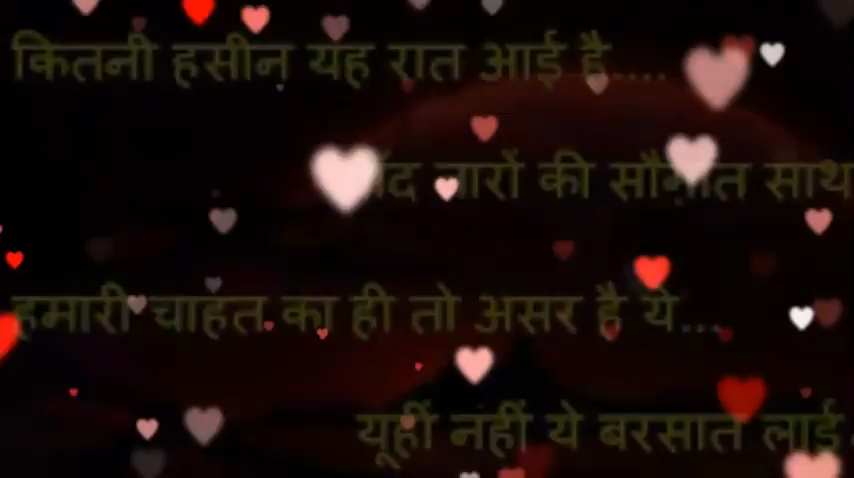 कितनी हसीन यह रात आई है....
की सौगात साथ
हमारी चाहत का ही तो असर है ये...
यूहीं नहीं ये बरसात लाई